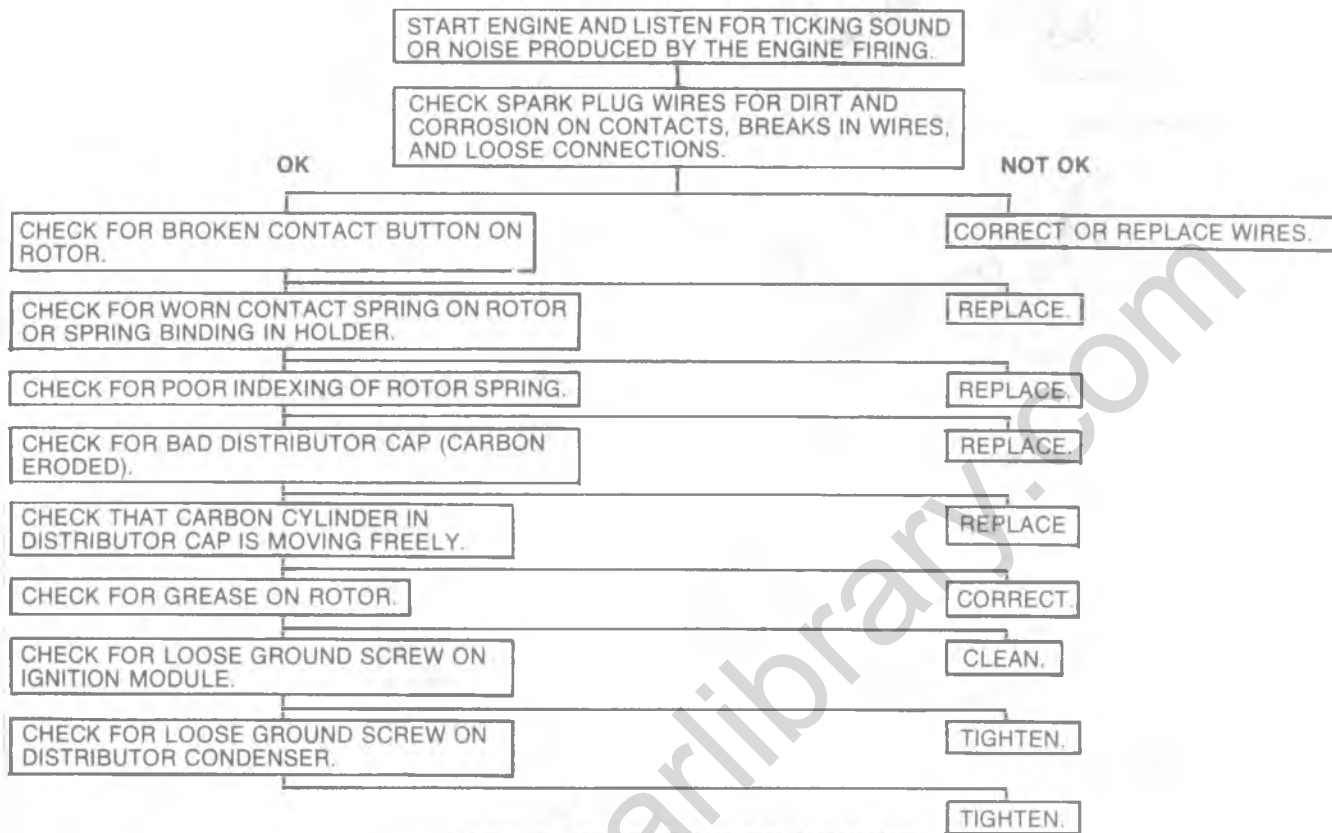 START ENGINE AND LISTEN FOR TICKING SOUND
OR NOISE PRODUCED BY THE ENGINE FIRING.
CHECK SPARK PLUG WIRES FOR DIRT AND
CORROSION ON CONTACTS, BREAKS IN WIRES,
AND LOOSE CONNECTIONS.
OK
NOT OK
CHECK FOR BROKEN CONTACT BUTTON ON
ROTOR.
CORRECT OR REPLACE WIRES.
CHECK FOR WORN CONTACT SPRING ON ROTOR
OR SPRING BINDING IN HOLDER.
REPLACE.
CHECK FOR POOR INDEXING OF ROTOR SPRING.
REPLACE.
CHECK FOR BAD DISTRIBUTOR CAP (CARBON
ERODED).
REPLACE.
CHECK THAT CARBON CYLINDER IN
DISTRIBUTOR CAP IS MOVING FREELY.
REPLACE
CHECK FOR GREASE ON ROTOR.
CORRECT.
CHECK FOR LOOSE GROUND SCREW ON
IGNITION MODULE.
CLEAN.
CHECK FOR LOOSE GROUND SCREW ON
DISTRIBUTOR CONDENSER.
TIGHTEN.
TIGHTEN.
arlibrary.com